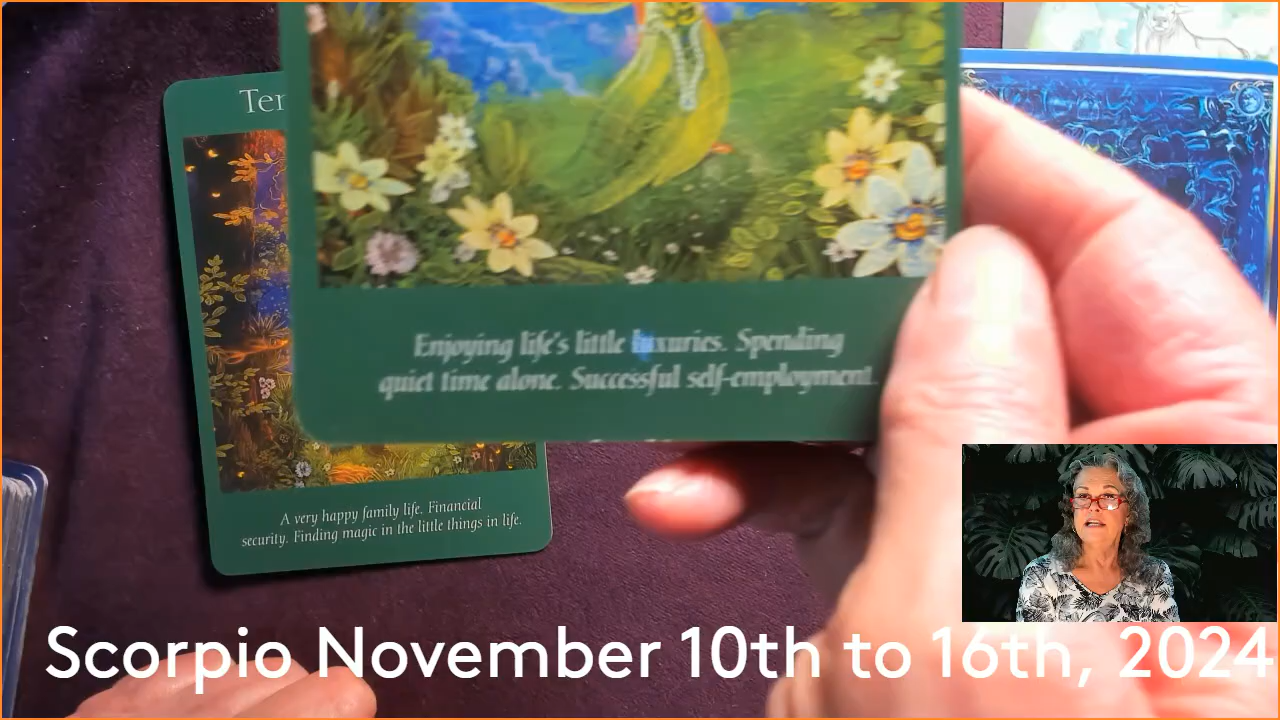 Ter
Enjoying life's little luxuries. Spending
quiet time alone. Successful self-employment.
A very happy family life. Financial
security. Finding magic in the little things in life.
Scorpio November 10th to 16th, 2024